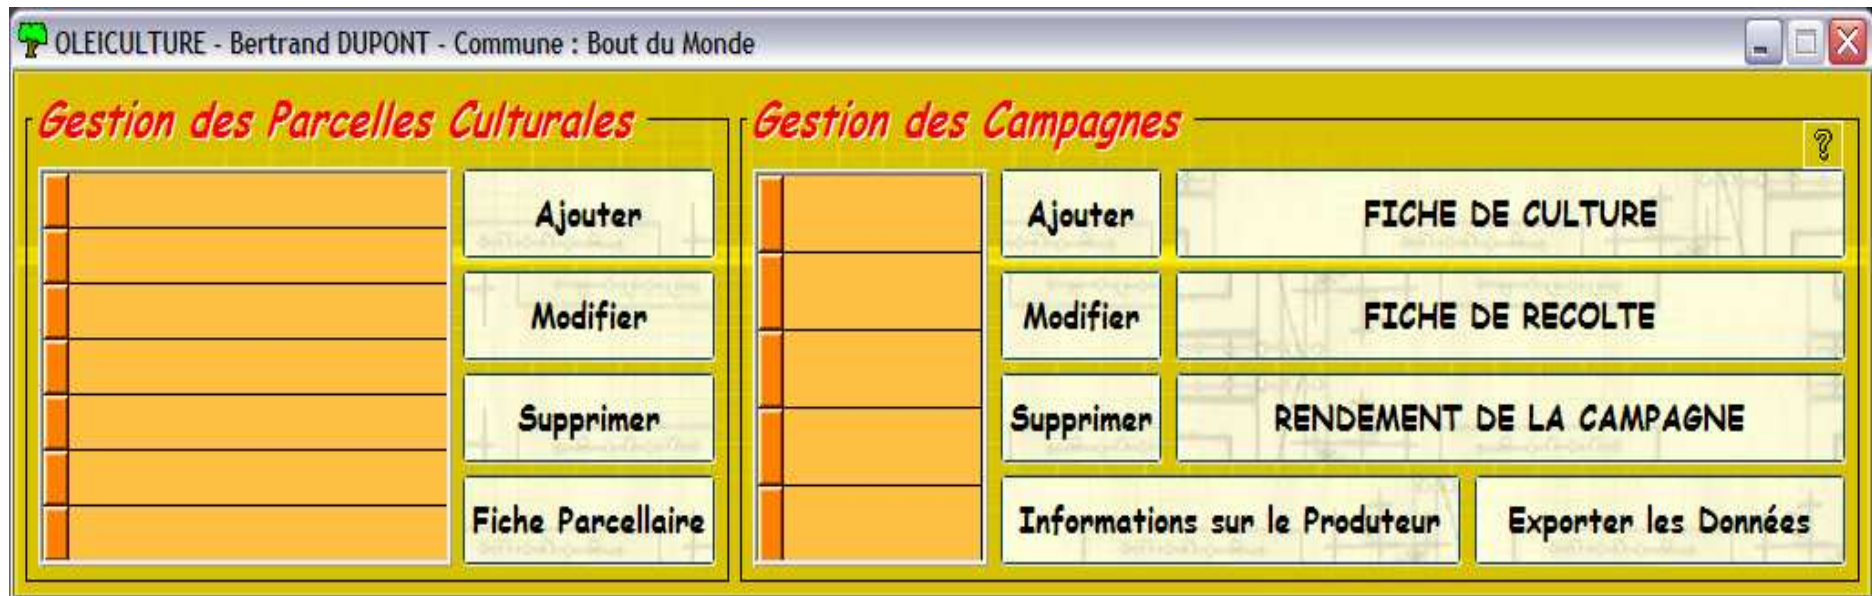 OLEICULTURE - Bertrand DUPONT - Commune : Bout du Monde
Gestion des Parcelles Culturales
Ajouter
Modifier
Supprimer
Fiche Parcellaire
Gestion des Campagnes
?
Ajouter
FICHE DE CULTURE
Modifier
FICHE DE RECOLTE
Supprimer
RENDEMENT DE LA CAMPAGNE
Informations sur le Produteur
Exporter les Données